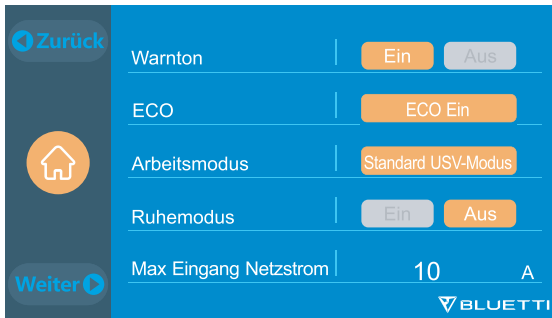 Zurück
Warnton Ein Aus
ECO ECO Ein
Arbeitsmodus Standard USV-Modus
Ruhemodus Ein Aus
Max Eingang Netzstrom 10 A
Weiter
BLUETTI